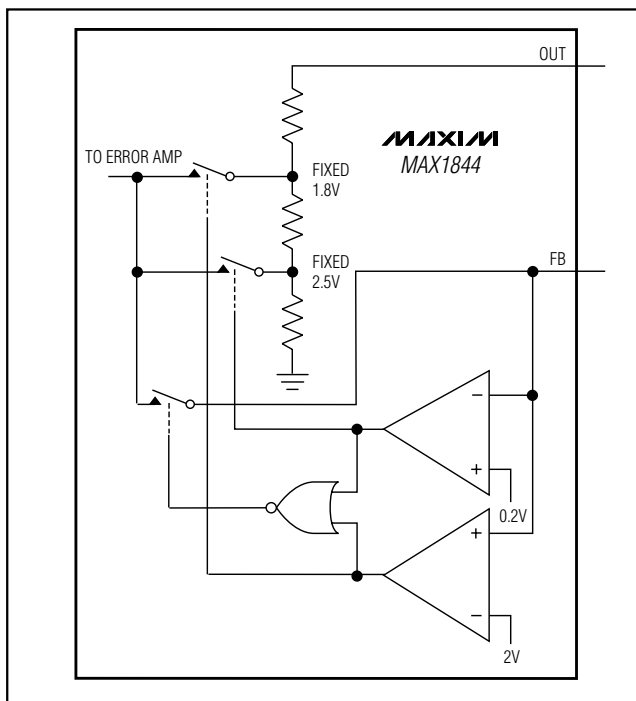 OUT
MAXIM
MAX1844
TO ERROR AMP
FIXED
1.8V
FIXED
2.5V
FB
−
+
0.2V
+
−
2V